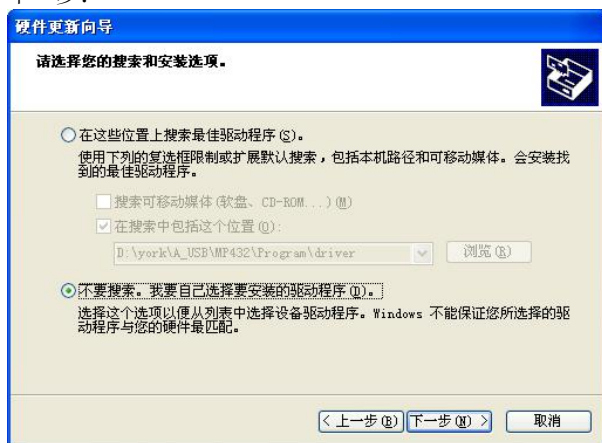 硬件更新向导
请选择您的搜索和安装选项。
在这些位置上搜索最佳驱动程序(S)。
使用下列的复选框限制或扩展默认搜索，包括本机路径和可移动媒体。会安装找
到的最佳驱动程序。
搜索可移动媒体(软盘、CD-ROM...)(M)
在搜索中包括这个位置(O):
D:\york\A_USB\MP432\Program\driver
浏览(R)
不要搜索。我要自己选择要安装的驱动程序(D)。
选择这个选项以便从列表中选择设备驱动程序。Windows 不能保证您所选择的驱
动程序与您的硬件最匹配。
< 上一步(B) 下一步(N) > 取消